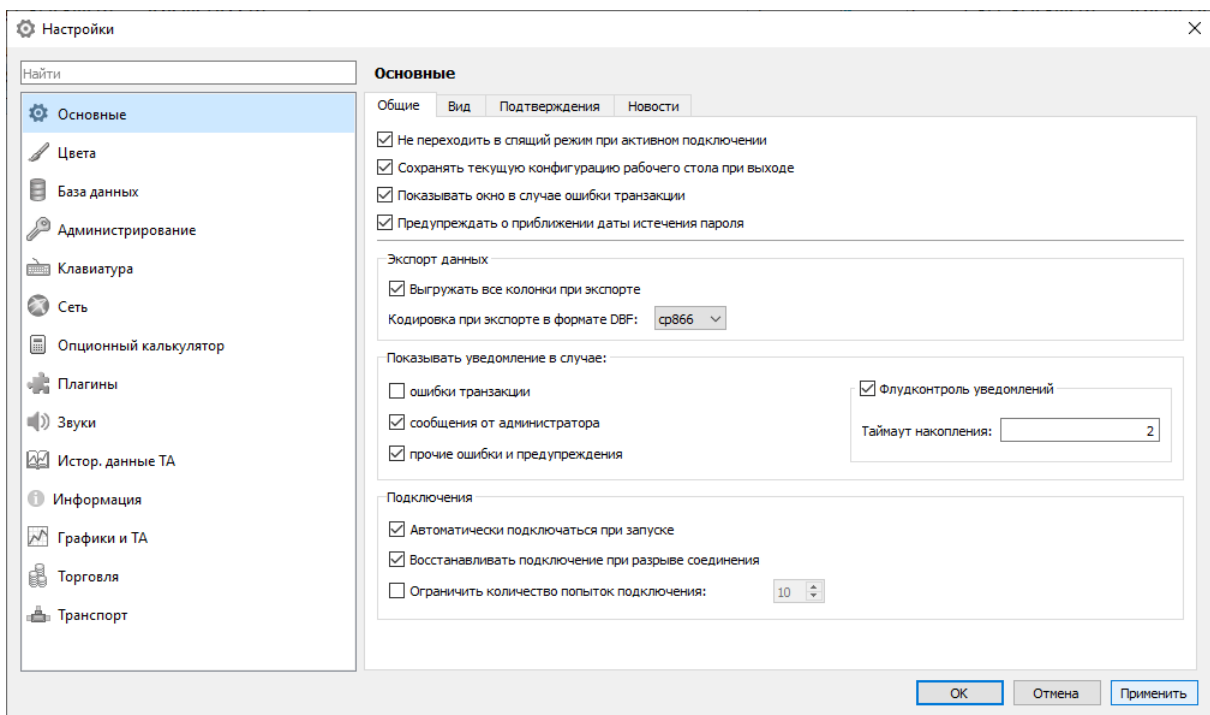 Настройки
Найти
Основные
Цвета
База данных
Администрирование
Клавиатура
Сеть
Опционный калькулятор
Плагины
Звуки
Истор. данные ТА
Информация
Графики и ТА
Торговля
Транспорт
Основные
Общие Вид Подтверждения Новости
Не переходить в спящий режим при активном подключении
Сохранять текущую конфигурацию рабочего стола при выходе
Показывать окно в случае ошибки транзакции
Предупреждать о приближении даты истечения пароля
Экспорт данных
Выгружать все колонки при экспорте
Кодировка при экспорте в формате DBF: cp866
Показывать уведомление в случае:
ошибки транзакции
сообщения от администратора
прочие ошибки и предупреждения
Флудконтроль уведомлений
Таймаут накопления: 2
Подключения
Автоматически подключаться при запуске
Восстанавливать подключение при разрыве соединения
Ограничить количество попыток подключения: 10
OK Отмена Применить